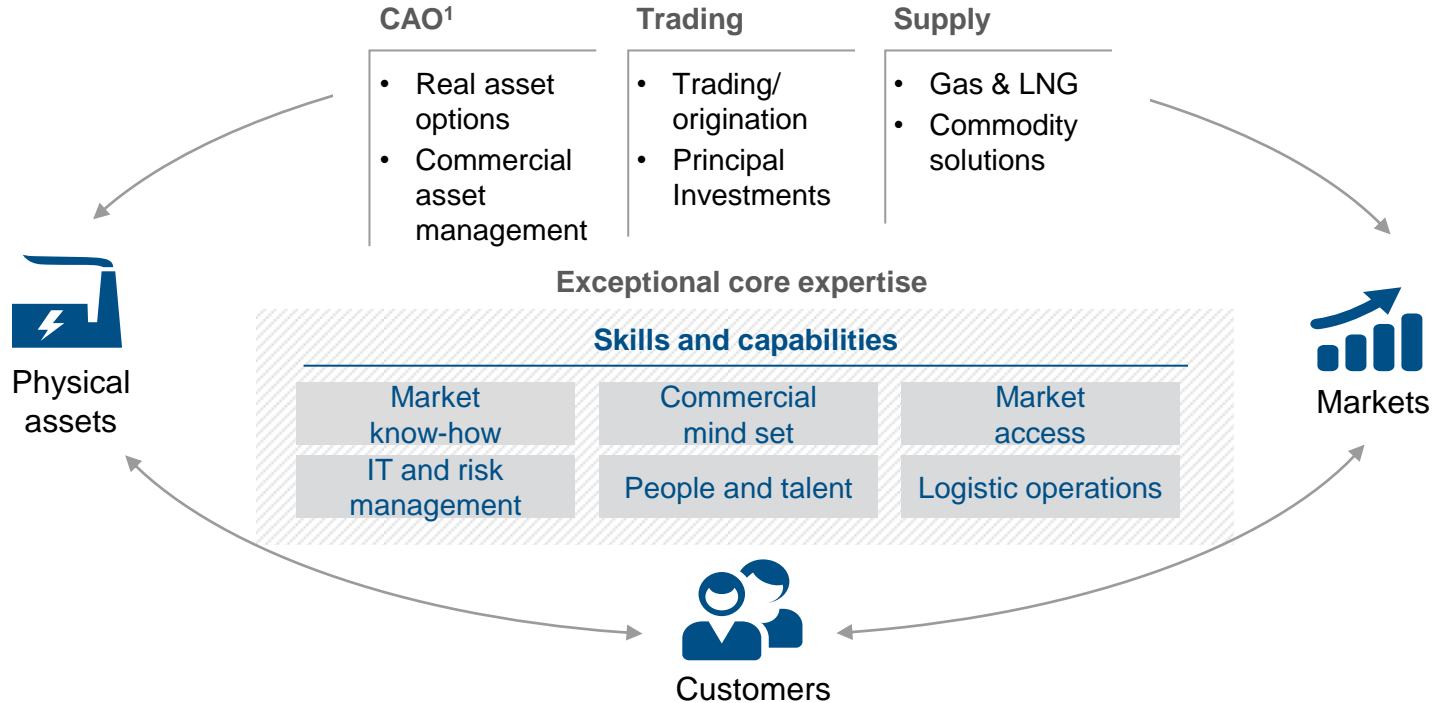 CAO¹
Trading
Supply
• Real asset
options
• Commercial
asset
management
• Trading/
origination
• Principal
Investments
• Gas & LNG
• Commodity
solutions
Physical
assets
Markets
Exceptional core expertise
Skills and capabilities
Market
know-how
Commercial
mind set
Market
access
IT and risk
management
People and talent
Logistic operations
Customers